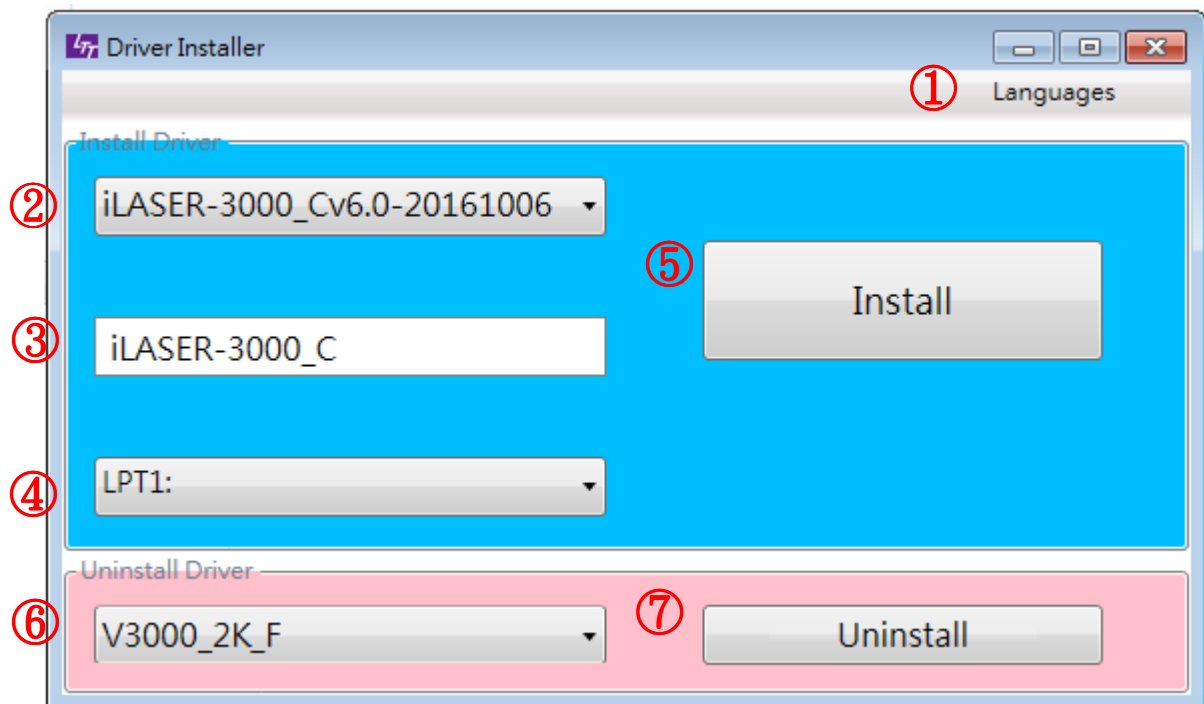 LTT Driver Installer
① Languages
Install Driver
② iLASER-3000_Cv6.0-20161006
⑤ Install
③ iLASER-3000_C
④ LPT1:
Uninstall Driver
⑥ V3000_2K_F
⑦ Uninstall